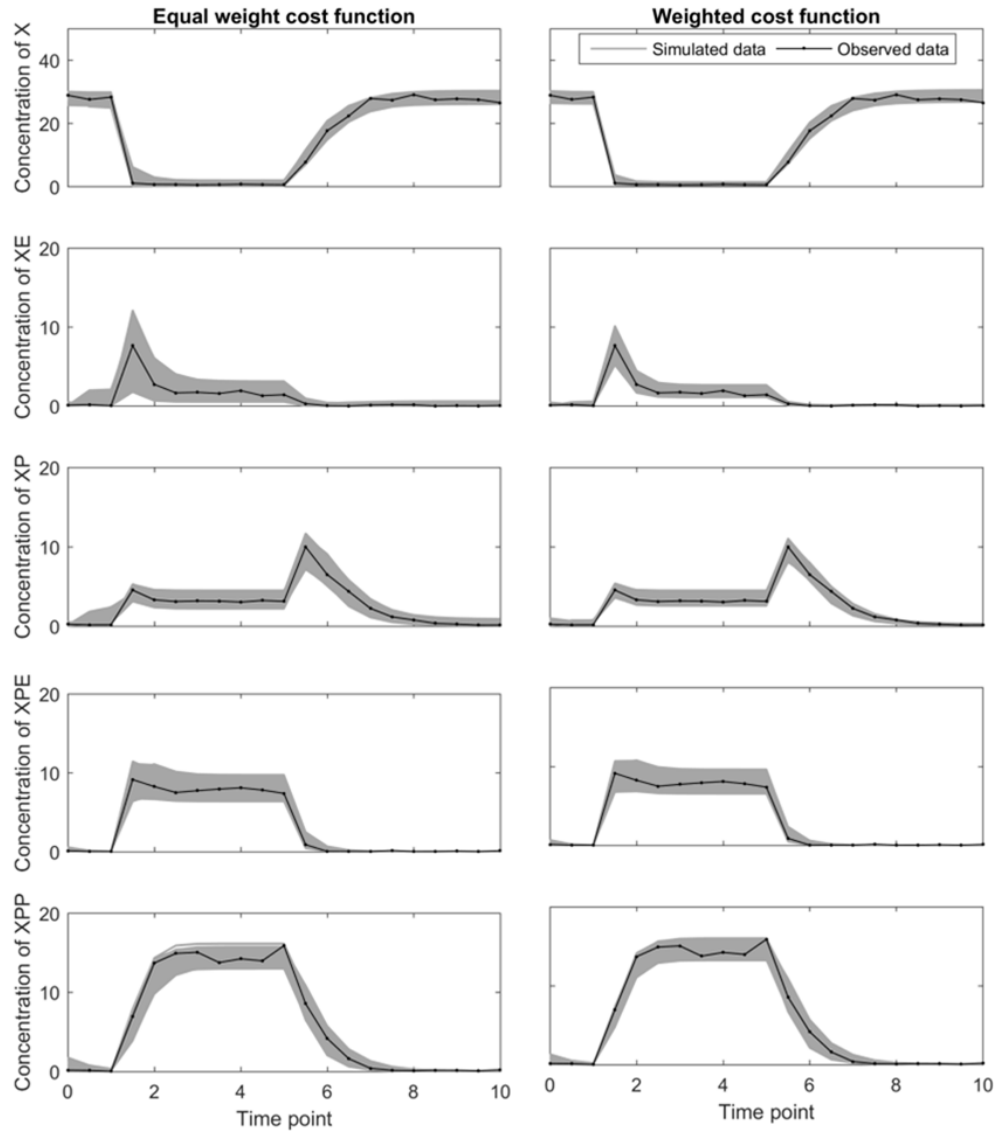 Equal weight cost function
Weighted cost function
Simulated data
Observed data
Concentration of X
40
20
0
Concentration of XE
20
10
0
Concentration of XP
20
10
0
Concentration of XPE
20
10
0
Concentration of XPP
20
10
0
0 2 4 6 8 10
0 2 4 6 8 10
Time point
Time point